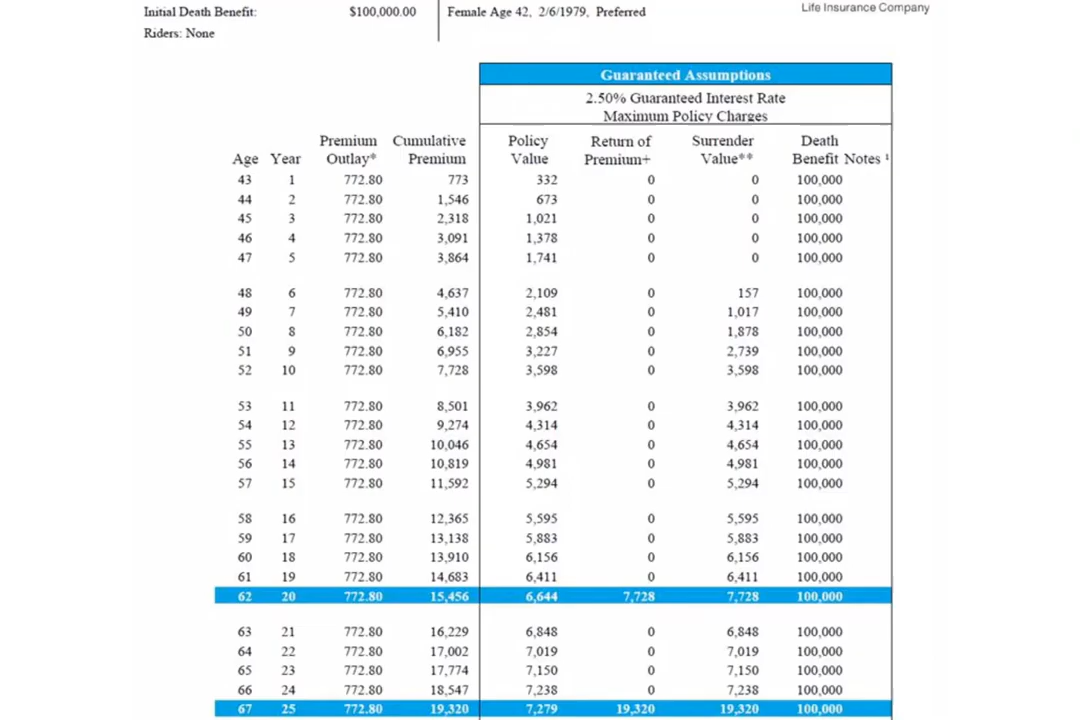 Initial Death Benefit: $100,000.00 Female Age 42, 2/6/1979, Preferred Life Insurance Company
Riders: None
Guaranteed Assumptions
2.50% Guaranteed Interest Rate
Maximum Policy Charges
Premium Cumulative Policy Return of Surrender Death
Age Year Outlay* Premium Value Premium+ Value** Benefit Notes ¹
43 1 772.80 773 332 0 0 100,000
44 2 772.80 1,546 673 0 0 100,000
45 3 772.80 2,318 1,021 0 0 100,000
46 4 772.80 3,091 1,378 0 0 100,000
47 5 772.80 3,864 1,741 0 0 100,000
48 6 772.80 4,637 2,109 0 157 100,000
49 7 772.80 5,410 2,481 0 1,017 100,000
50 8 772.80 6,182 2,854 0 1,878 100,000
51 9 772.80 6,955 3,227 0 2,739 100,000
52 10 772.80 7,728 3,598 0 3,598 100,000
53 11 772.80 8,501 3,962 0 3,962 100,000
54 12 772.80 9,274 4,314 0 4,314 100,000
55 13 772.80 10,046 4,654 0 4,654 100,000
56 14 772.80 10,819 4,981 0 4,981 100,000
57 15 772.80 11,592 5,294 0 5,294 100,000
58 16 772.80 12,365 5,595 0 5,595 100,000
59 17 772.80 13,138 5,883 0 5,883 100,000
60 18 772.80 13,910 6,156 0 6,156 100,000
61 19 772.80 14,683 6,411 0 6,411 100,000
62 20 772.80 15,456 6,644 7,728 7,728 100,000
63 21 772.80 16,229 6,848 0 6,848 100,000
64 22 772.80 17,002 7,019 0 7,019 100,000
65 23 772.80 17,774 7,150 0 7,150 100,000
66 24 772.80 18,547 7,238 0 7,238 100,000
67 25 772.80 19,320 7,279 19,320 19,320 100,000